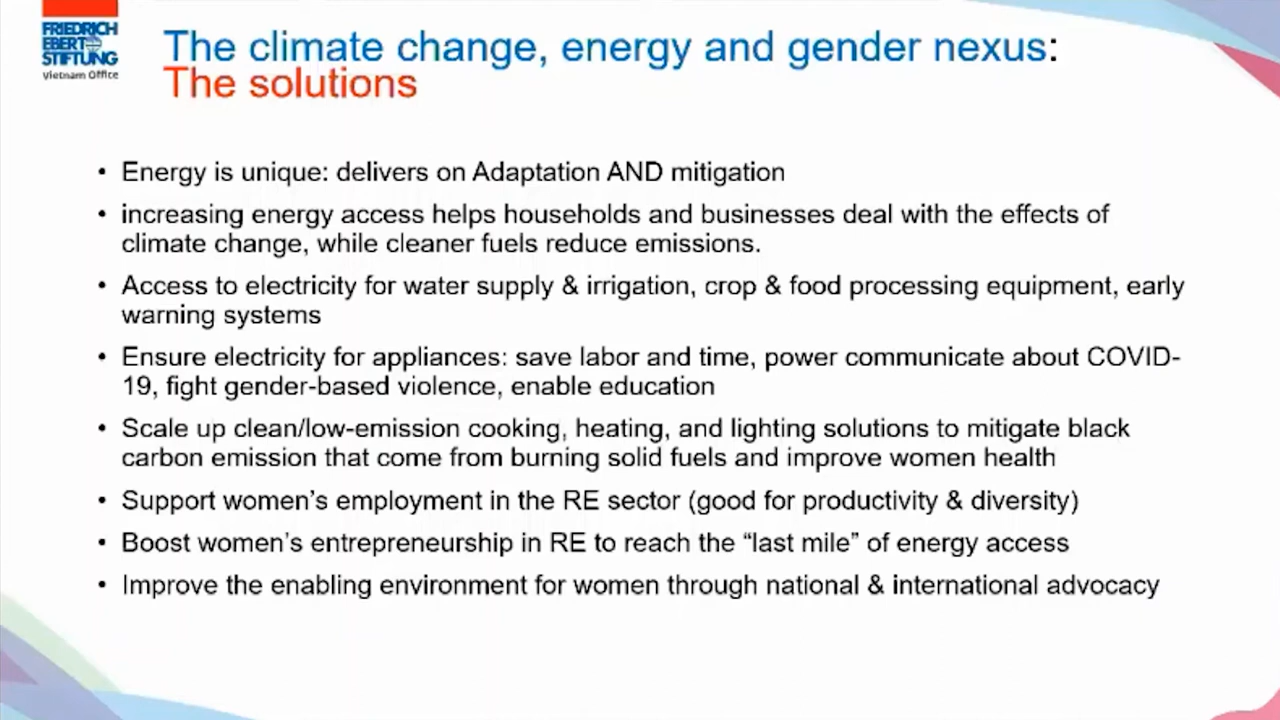 FRIEDRICH
EBERT
STIFTUNG
Vietnam Office
The climate change, energy and gender nexus:
The solutions
• Energy is unique: delivers on Adaptation AND mitigation
• increasing energy access helps households and businesses deal with the effects of
climate change, while cleaner fuels reduce emissions.
• Access to electricity for water supply & irrigation, crop & food processing equipment, early
warning systems
• Ensure electricity for appliances: save labor and time, power communicate about COVID-
19, fight gender-based violence, enable education
• Scale up clean/low-emission cooking, heating, and lighting solutions to mitigate black
carbon emission that come from burning solid fuels and improve women health
• Support women’s employment in the RE sector (good for productivity & diversity)
• Boost women’s entrepreneurship in RE to reach the “last mile” of energy access
• Improve the enabling environment for women through national & international advocacy